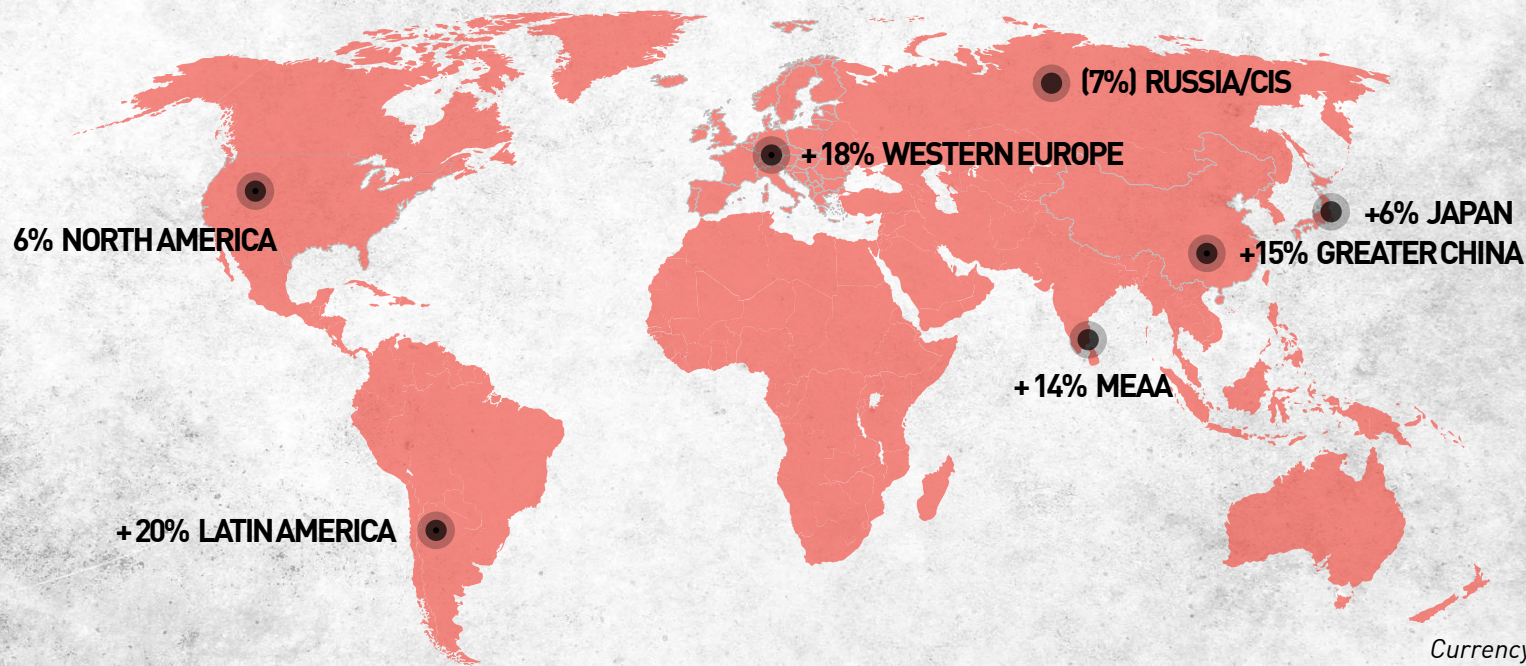 (7%) RUSSIA/CIS
+18% WESTERN EUROPE
+6% JAPAN
6% NORTH AMERICA
+15% GREATER CHINA
+14% MEAA
+20% LATIN AMERICA
Currency